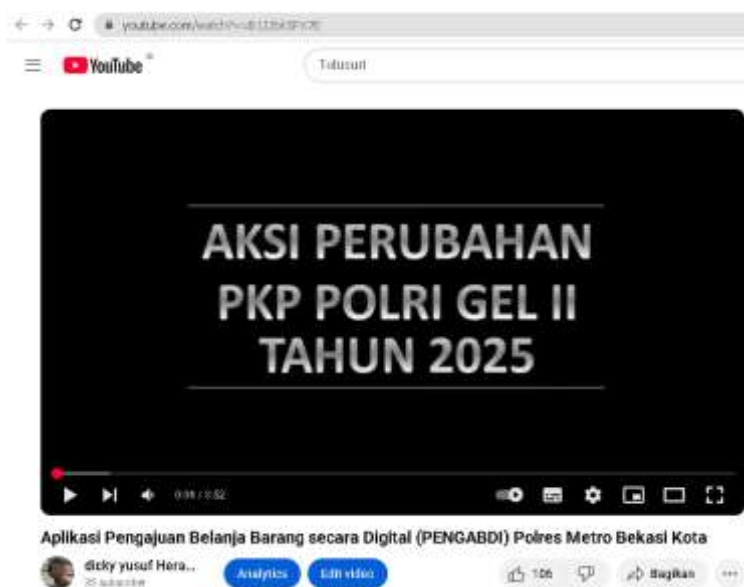 YouTube
Telusuri
AKSI PERUBAHAN
PKP POLRI GEL II
TAHUN 2025
Aplikasi Pengajuan Belanja Barang secara Digital (PENGABDI) Polres Metro Bekasi Kota
dicky yusuf Hera...
Analytics
Edit video
106
Bagikan